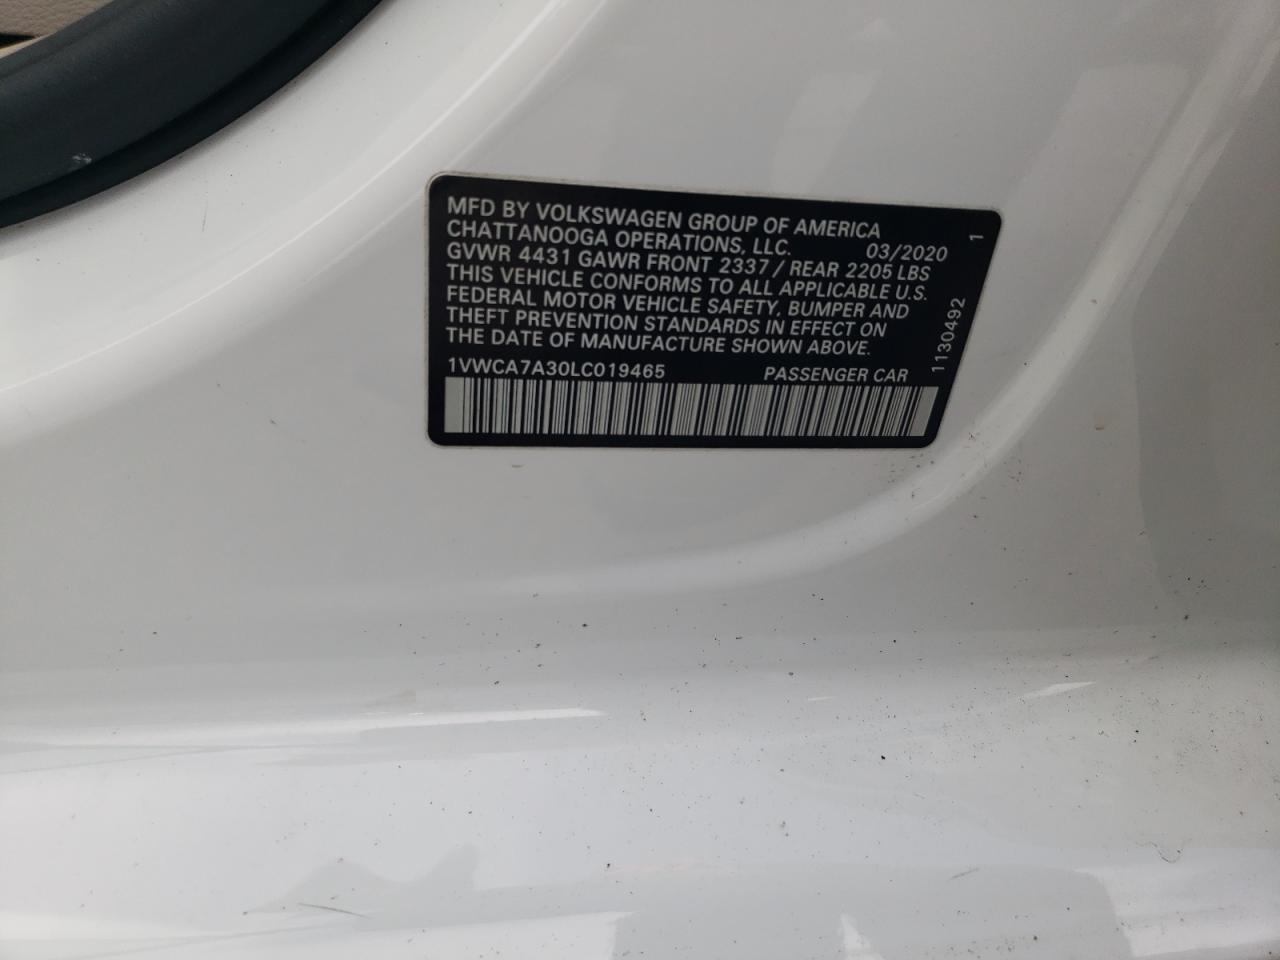 MFD BY VOLKSWAGEN GROUP OF AMERICA
CHATTANOOGA OPERATIONS, LLC. 03/2020 1
GVWR 4431 GAWR FRONT 2337 / REAR 2205 LBS
THIS VEHICLE CONFORMS TO ALL APPLICABLE U.S.
FEDERAL MOTOR VEHICLE SAFETY, BUMPER AND
THEFT PREVENTION STANDARDS IN EFFECT ON
THE DATE OF MANUFACTURE SHOWN ABOVE.
1VWCA7A30LC019465 PASSENGER CAR
1130492